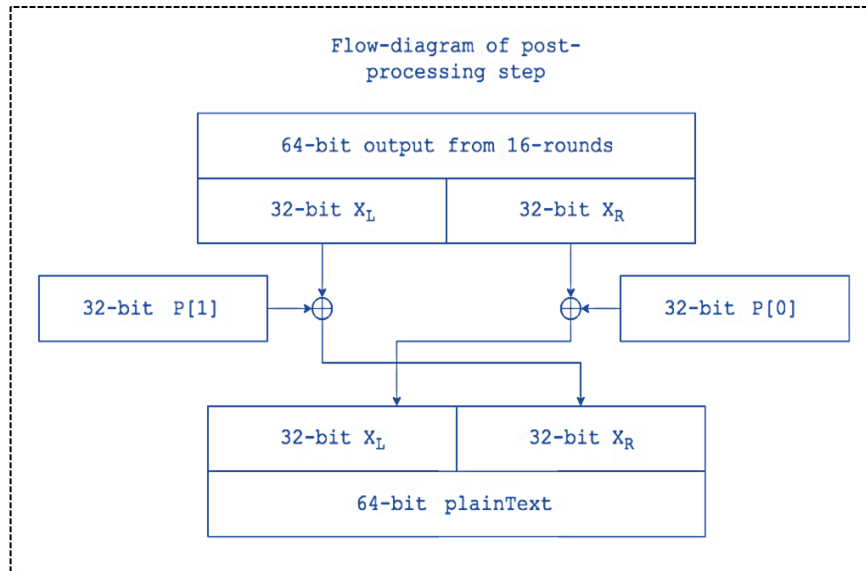 Flow-diagram of post-
processing step
64-bit output from 16-rounds
32-bit XL
32-bit XR
32-bit P[1]
32-bit P[0]
32-bit XL
32-bit XR
64-bit plainText